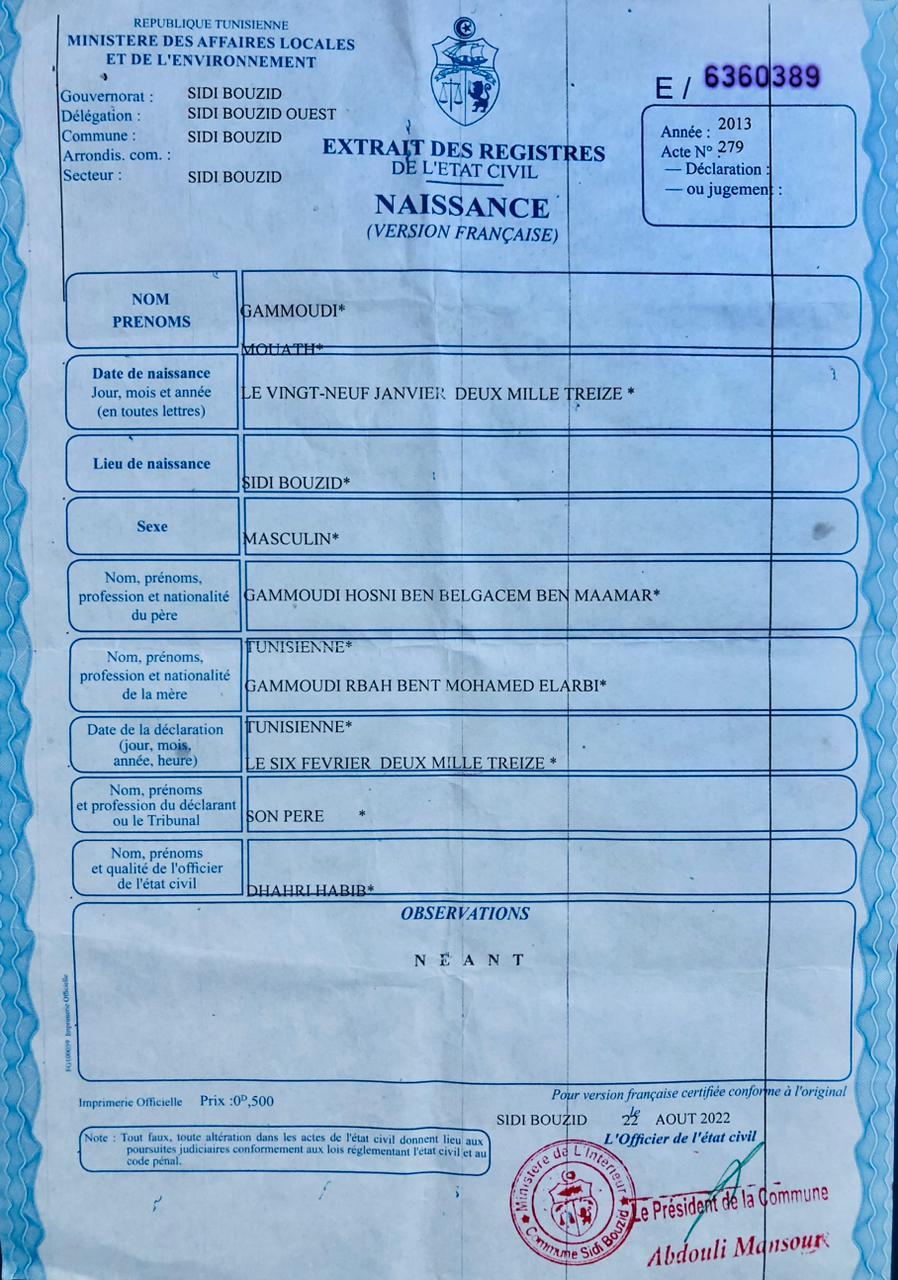 REPUBLIQUE TUNISIENNE
MINISTERE DES AFFAIRES LOCALES
ET DE L'ENVIRONNEMENT
Gouvernorat : SIDI BOUZID
Délégation : SIDI BOUZID OUEST
Commune : SIDI BOUZID
Arrondis. com. :
Secteur : SIDI BOUZID
E / 6360389
Année : 2013
Acte N° : 279
— Déclaration :
— ou jugement :
EXTRAIT DES REGISTRES
DE L'ETAT CIVIL
NAISSANCE
(VERSION FRANÇAISE)
NOM
PRENOMS
GAMMOUDI*
MOUATH*
Date de naissance
Jour, mois et année
(en toutes lettres)
LE VINGT-NEUF JANVIER DEUX MILLE TREIZE *
Lieu de naissance
SIDI BOUZID*
Sexe
MASCULIN*
Nom, prénoms,
profession et nationalité
du père
GAMMOUDI HOSNI BEN BELGACEM BEN MAAMAR*
TUNISIENNE*
Nom, prénoms,
profession et nationalité
de la mère
GAMMOUDI RBAH BENT MOHAMED ELARBI*
TUNISIENNE*
Date de la déclaration
(jour, mois,
année, heure)
LE SIX FEVRIER DEUX MILLE TREIZE *
Nom, prénoms
et profession du déclarant
ou le Tribunal
SON PERE *
Nom, prénoms
et qualité de l'officier
de l'état civil
DHAHRI HABIB*
OBSERVATIONS
N E A N T
Imprimerie Officielle
Imprimerie Officielle Prix :0ᴰ,500
Note : Tout faux, toute altération dans les actes de l'état civil donnent lieu aux
poursuites judiciaires conformement aux lois réglementant l'état civil et au
code pénal.
Pour version française certifiée conforme à l'original
SIDI BOUZID le 22 AOUT 2022
L'Officier de l'état civil
Ministère de L'Intérieur
Commune Sidi Bouzid
Le Président de la Commune
Abdouli Mansour